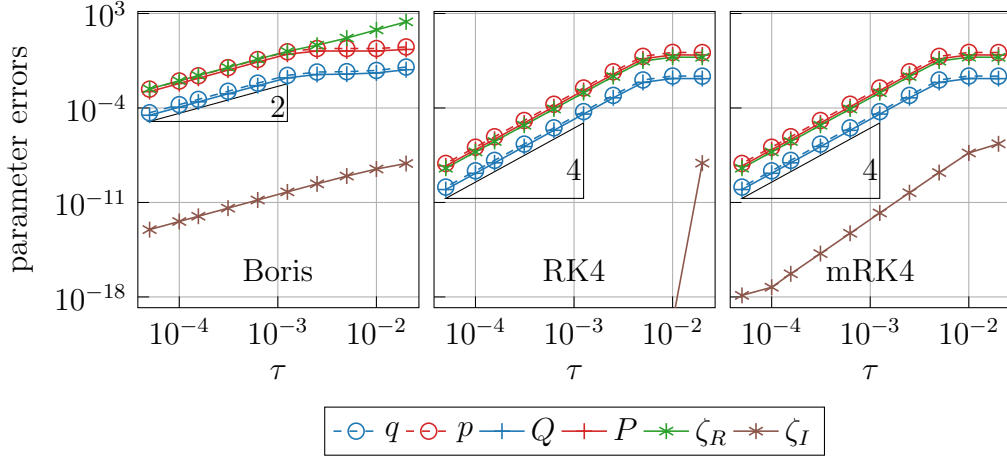 parameter errors
10^3
10^{-4}
10^{-11}
10^{-18}
2
4
4
Boris
RK4
mRK4
10^{-4} 10^{-3} 10^{-2}
10^{-4} 10^{-3} 10^{-2}
10^{-4} 10^{-3} 10^{-2}
τ
τ
τ
q p Q P ζ_R ζ_I